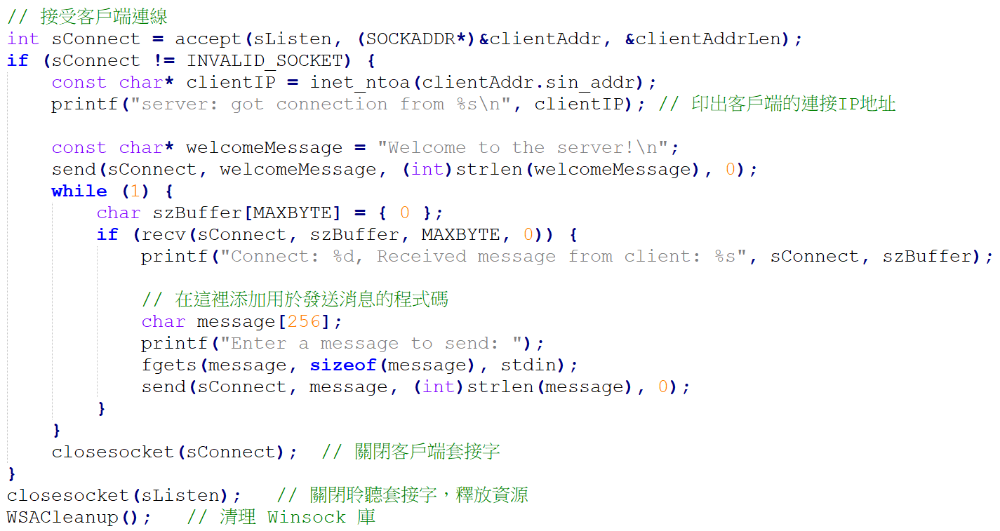 // 接受客戶端連線
int sConnect = accept(sListen, (SOCKADDR*)&clientAddr, &clientAddrLen);
if (sConnect != INVALID_SOCKET) {
    const char* clientIP = inet_ntoa(clientAddr.sin_addr);
    printf("server: got connection from %s\n", clientIP); // 印出客戶端的連接IP地址

    const char* welcomeMessage = "Welcome to the server!\n";
    send(sConnect, welcomeMessage, (int)strlen(welcomeMessage), 0);
    while (1) {
        char szBuffer[MAXBYTE] = { 0 };
        if (recv(sConnect, szBuffer, MAXBYTE, 0)) {
            printf("Connect: %d, Received message from client: %s", sConnect, szBuffer);

            // 在這裡添加用於發送消息的程式碼
            char message[256];
            printf("Enter a message to send: ");
            fgets(message, sizeof(message), stdin);
            send(sConnect, message, (int)strlen(message), 0);
        }
    }
    closesocket(sConnect);  // 關閉客戶端套接字
}
closesocket(sListen);   // 關閉聆聽套接字，釋放資源
WSACleanup();   // 清理 Winsock 庫